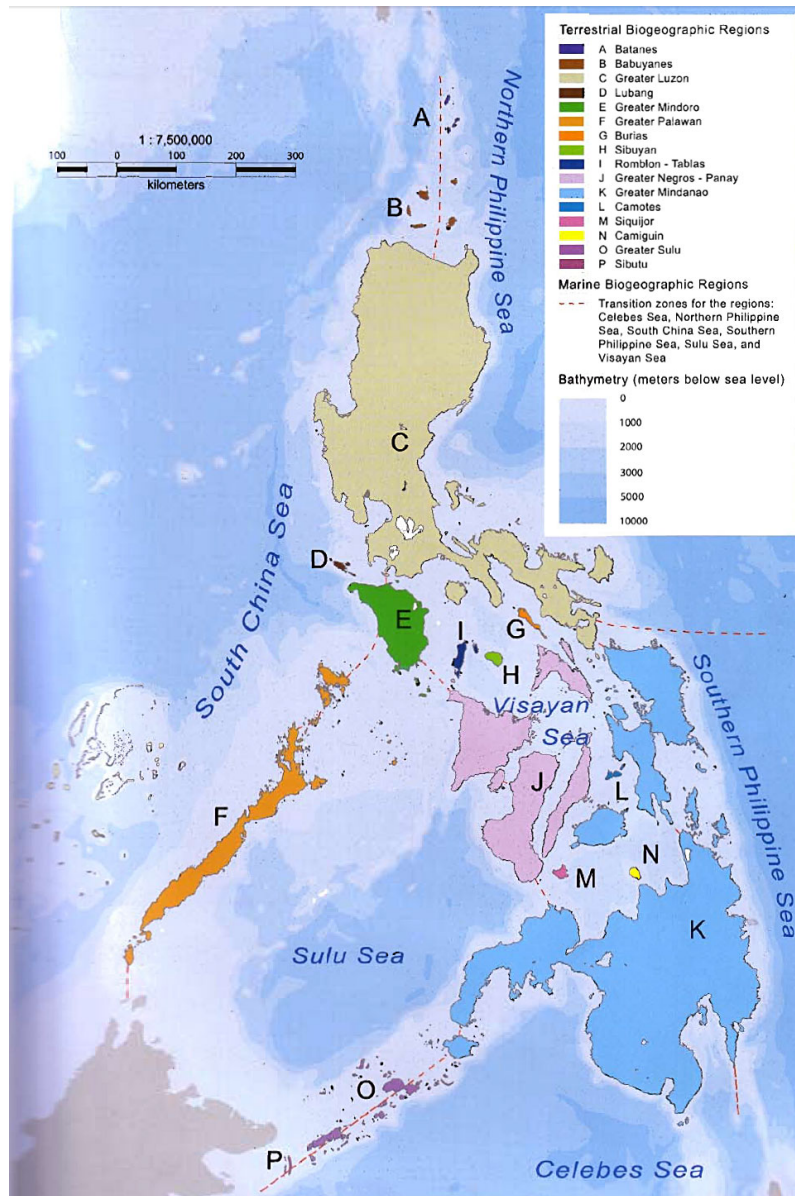 Terrestrial Biogeographic Regions
A Batanes
B Babuyanes
C Greater Luzon
D Lubang
E Greater Mindoro
F Greater Palawan
G Burias
H Sibuyan
I Romblon - Tablas
J Greater Negros - Panay
K Greater Mindanao
L Camotes
M Siquijor
N Camiguin
O Greater Sulu
P Sibutu
Marine Biogeographic Regions
Transition zones for the regions:
Celebes Sea, Northern Philippine
Sea, South China Sea, Southern
Philippine Sea, Sulu Sea, and
Visayan Sea
Bathymetry (meters below sea level)
0
1000
2000
3000
5000
10000
1 : 7,500,000
100 0 100 200 300
kilometers
Northern Philippine Sea
A
B
C
South China Sea
D
E
I
G
H
Visayan
Sea
Southern Philippine Sea
F
J
L
M
N
K
Sulu Sea
O
P
Celebes Sea